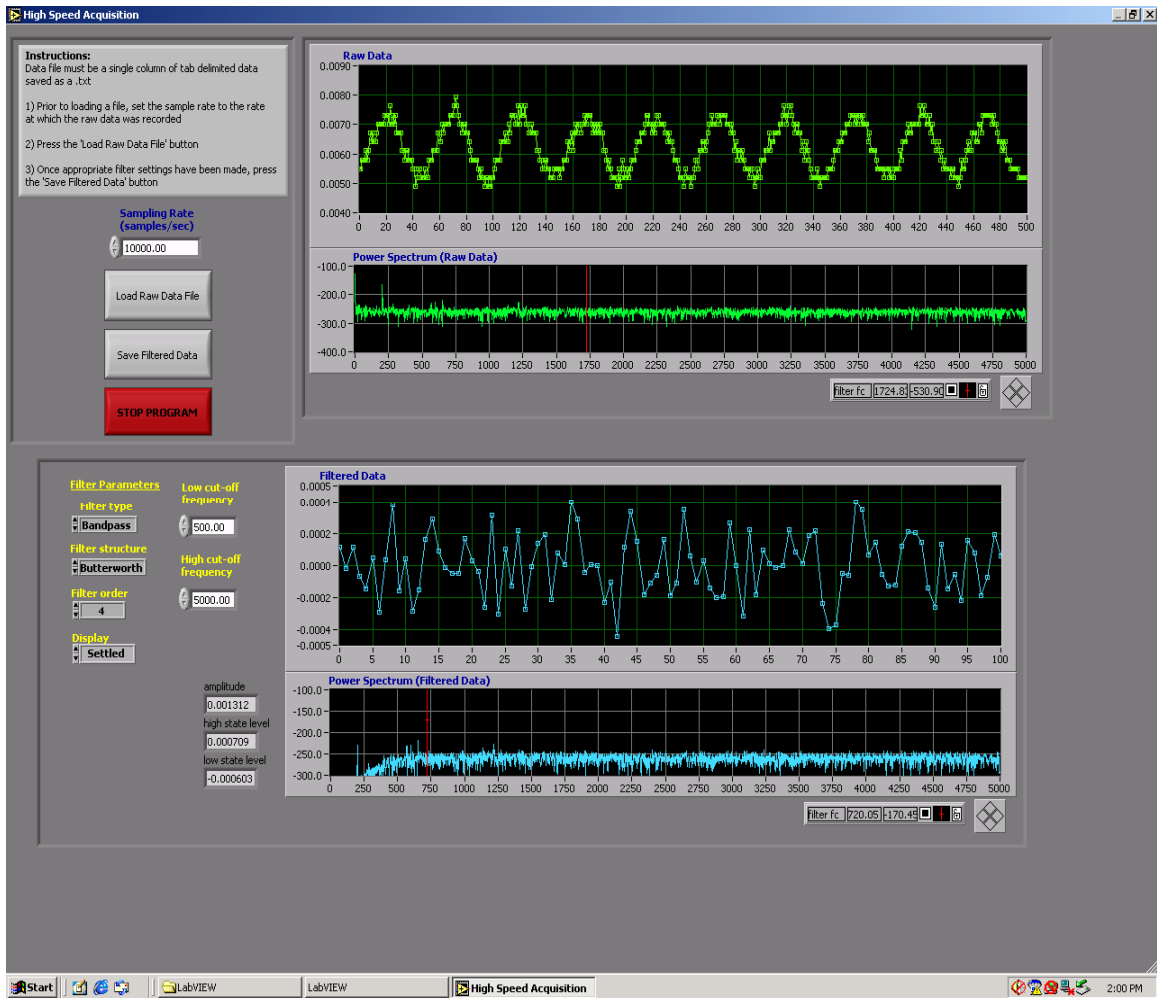 High Speed Acquisition
Instructions:
Data file must be a single column of tab delimited data
saved as a .txt
1) Prior to loading a file, set the sample rate to the rate
at which the raw data was recorded
2) Press the 'Load Raw Data File' button
3) Once appropriate filter settings have been made, press
the 'Save Filtered Data' button
Sampling Rate
(samples/sec)
10000.00
Load Raw Data File
Save Filtered Data
STOP PROGRAM
Raw Data
0.0090
0.0080
0.0070
0.0060
0.0050
0.0040
0 20 40 60 80 100 120 140 160 180 200 220 240 260 280 300 320 340 360 380 400 420 440 460 480 500
Power Spectrum (Raw Data)
-100.0
-200.0
-300.0
-400.0
0 250 500 750 1000 1250 1500 1750 2000 2250 2500 2750 3000 3250 3500 3750 4000 4250 4500 4750 5000
filter fc 1724.83 -530.90
Filter Parameters
Filter type
Bandpass
Filter structure
Butterworth
Filter order
4
Display
Settled
Low cut-off
frequency
500.00
High cut-off
frequency
5000.00
amplitude
0.001312
high state level
0.000709
low state level
-0.000603
Filtered Data
0.0005
0.0004
0.0002
0.0000
-0.0002
-0.0004
-0.0005
0 5 10 15 20 25 30 35 40 45 50 55 60 65 70 75 80 85 90 95 100
Power Spectrum (Filtered Data)
-100.0
-150.0
-200.0
-250.0
-300.0
0 250 500 750 1000 1250 1500 1750 2000 2250 2500 2750 3000 3250 3500 3750 4000 4250 4500 4750 5000
filter fc 720.05 -170.45
Start LabVIEW LabVIEW High Speed Acquisition 2:00 PM